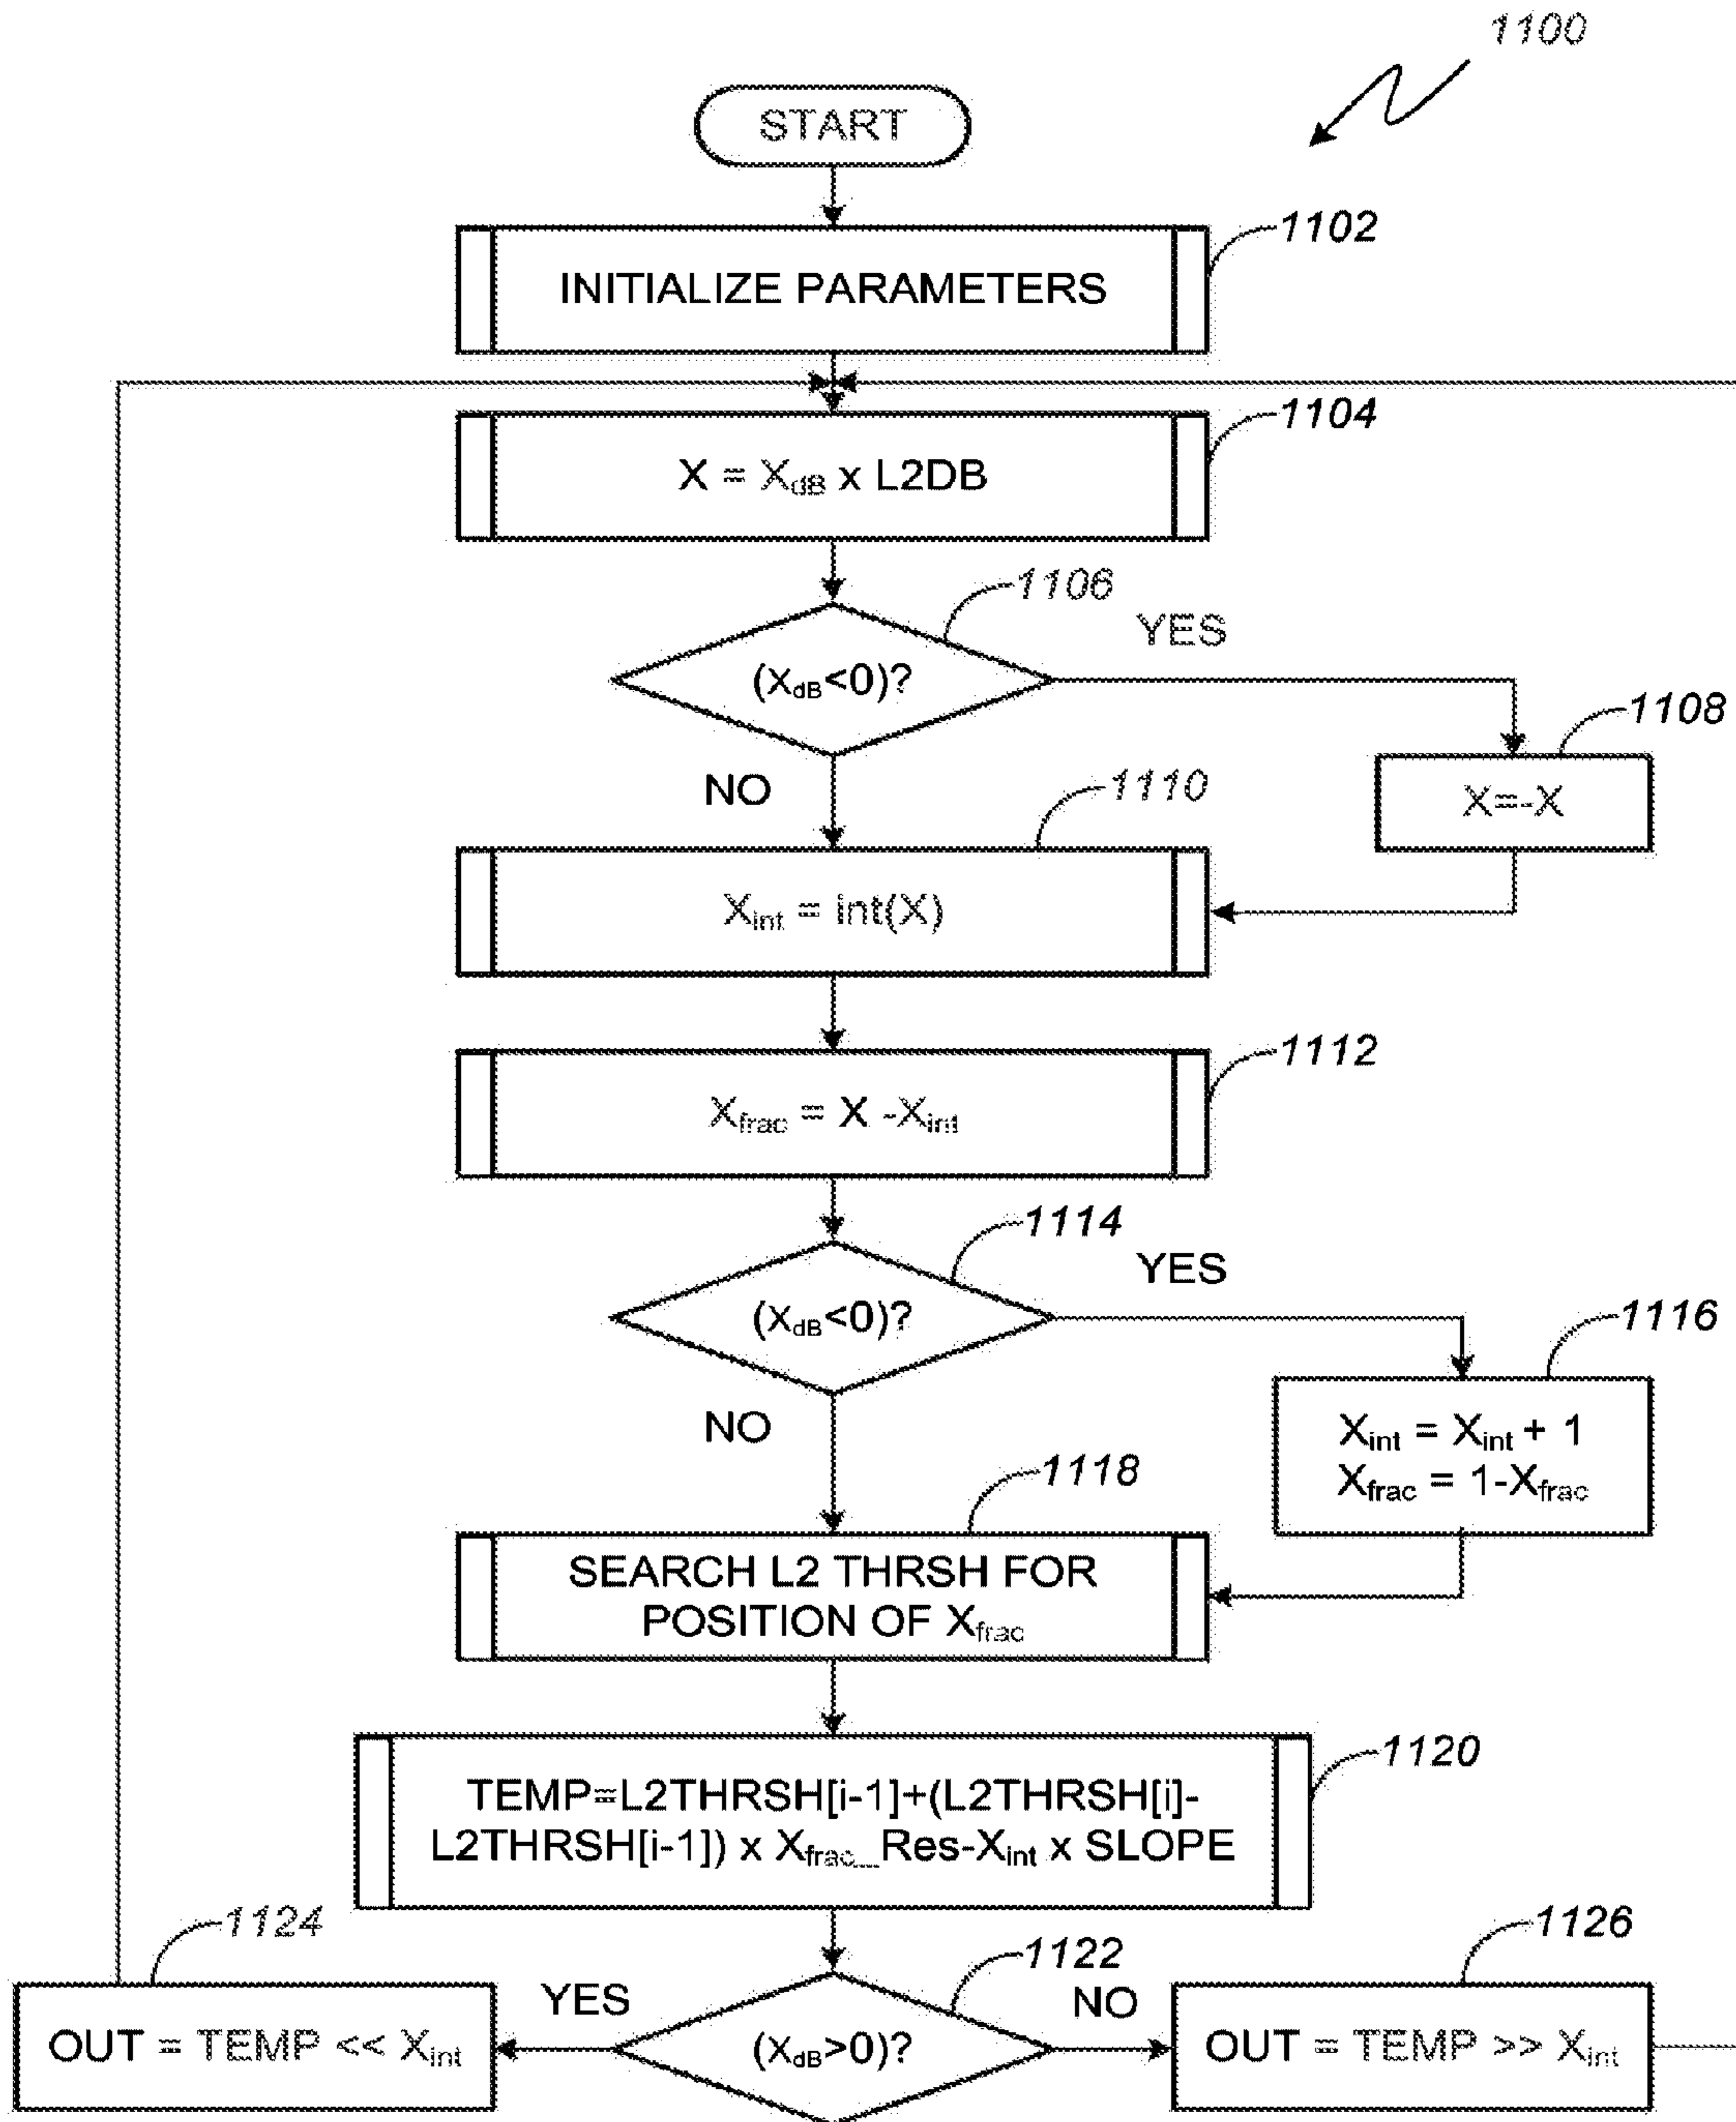 1100
START
1102
INITIALIZE PARAMETERS
1104
X = XdB x L2DB
1106
YES
(XdB<0)?
1108
NO
X=-X
1110
Xint = int(X)
1112
Xfrac = X -Xint
1114
YES
(XdB<0)?
1116
NO
Xint = Xint + 1
Xfrac = 1-Xfrac
1118
SEARCH L2 THRSH FOR
POSITION OF Xfrac
1120
TEMP=L2THRSH[i-1]+(L2THRSH[i]-
L2THRSH[i-1]) x Xfrac_Res-Xint x SLOPE
1124
1122
1126
YES
NO
OUT = TEMP << Xint
(XdB>0)?
OUT = TEMP >> Xint